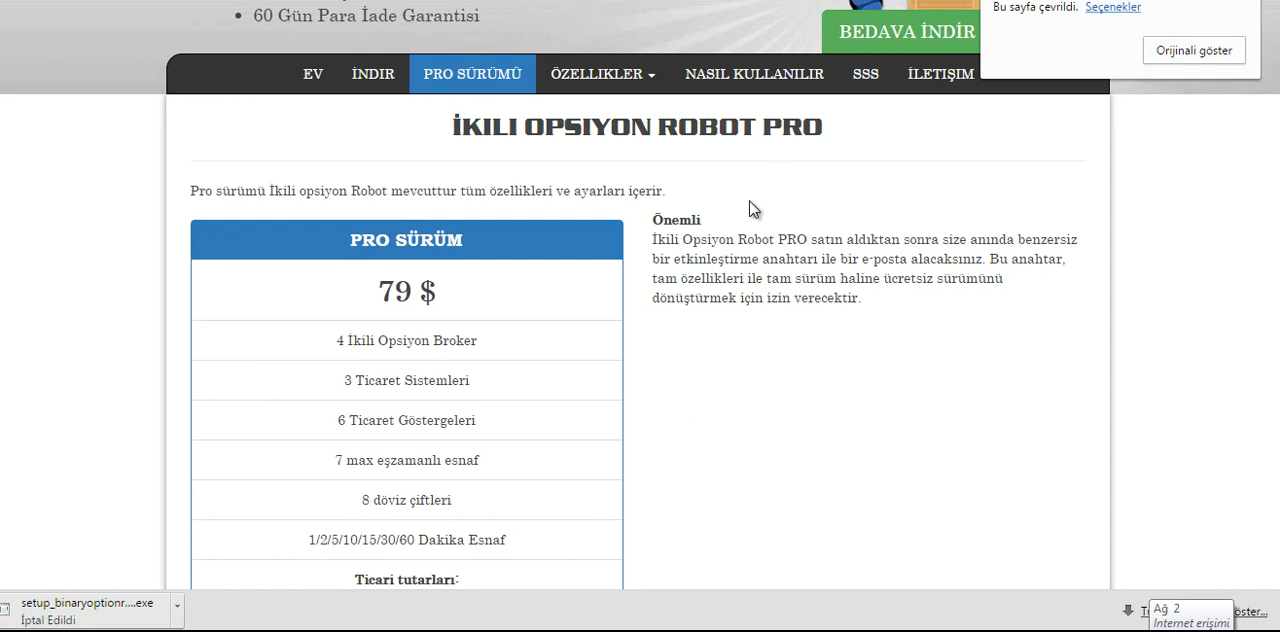 60 Gün Para İade Garantisi
Bu sayfa çevrildi. Seçenekler
Orijinali göster
BEDAVA İNDİR
EV İNDIR PRO SÜRÜMÜ ÖZELLIKLER NASIL KULLANILIR SSS İLETIŞIM
İKILI OPSIYON ROBOT PRO
Pro sürümü İkili opsiyon Robot mevcuttur tüm özellikleri ve ayarları içerir.
PRO SÜRÜM
79 $
4 İkili Opsiyon Broker
3 Ticaret Sistemleri
6 Ticaret Göstergeleri
7 max eşzamanlı esnaf
8 döviz çiftleri
1/2/5/10/15/30/60 Dakika Esnaf
Ticari tutarları:
Önemli
İkili Opsiyon Robot PRO satın aldıktan sonra size anında benzersiz
bir etkinleştirme anahtarı ile bir e-posta alacaksınız. Bu anahtar,
tam özellikleri ile tam sürüm haline ücretsiz sürümünü
dönüştürmek için izin verecektir.
setup_binaryoptionr....exe
İptal Edildi
Ağ 2
Internet erişimi